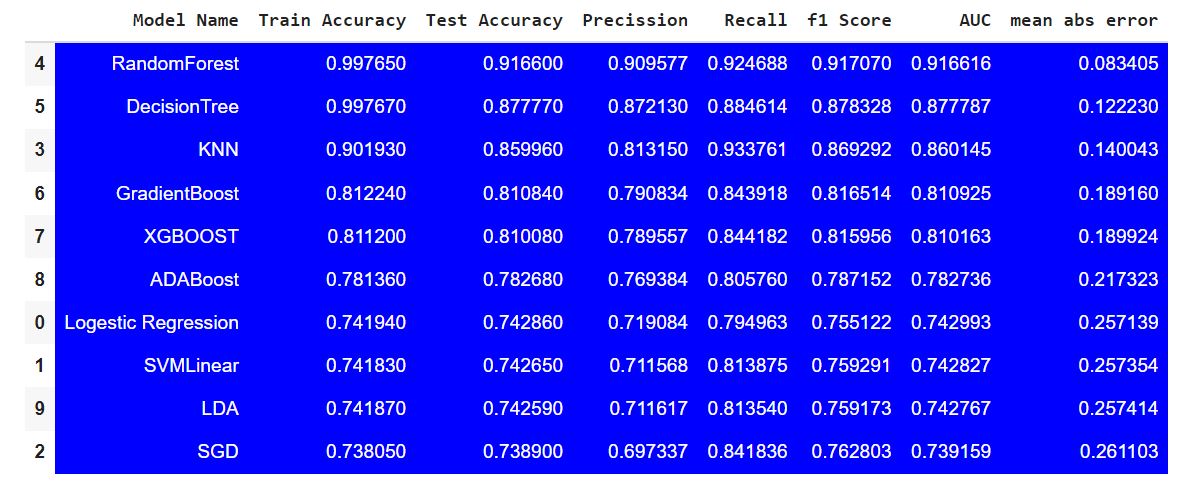 Model Name Train Accuracy Test Accuracy Precission Recall f1 Score AUC mean abs error
4 RandomForest 0.997650 0.916600 0.909577 0.924688 0.917070 0.916616 0.083405
5 DecisionTree 0.997670 0.877770 0.872130 0.884614 0.878328 0.877787 0.122230
3 KNN 0.901930 0.859960 0.813150 0.933761 0.869292 0.860145 0.140043
6 GradientBoost 0.812240 0.810840 0.790834 0.843918 0.816514 0.810925 0.189160
7 XGBOOST 0.811200 0.810080 0.789557 0.844182 0.815956 0.810163 0.189924
8 ADABoost 0.781360 0.782680 0.769384 0.805760 0.787152 0.782736 0.217323
0 Logestic Regression 0.741940 0.742860 0.719084 0.794963 0.755122 0.742993 0.257139
1 SVMLinear 0.741830 0.742650 0.711568 0.813875 0.759291 0.742827 0.257354
9 LDA 0.741870 0.742590 0.711617 0.813540 0.759173 0.742767 0.257414
2 SGD 0.738050 0.738900 0.697337 0.841836 0.762803 0.739159 0.261103